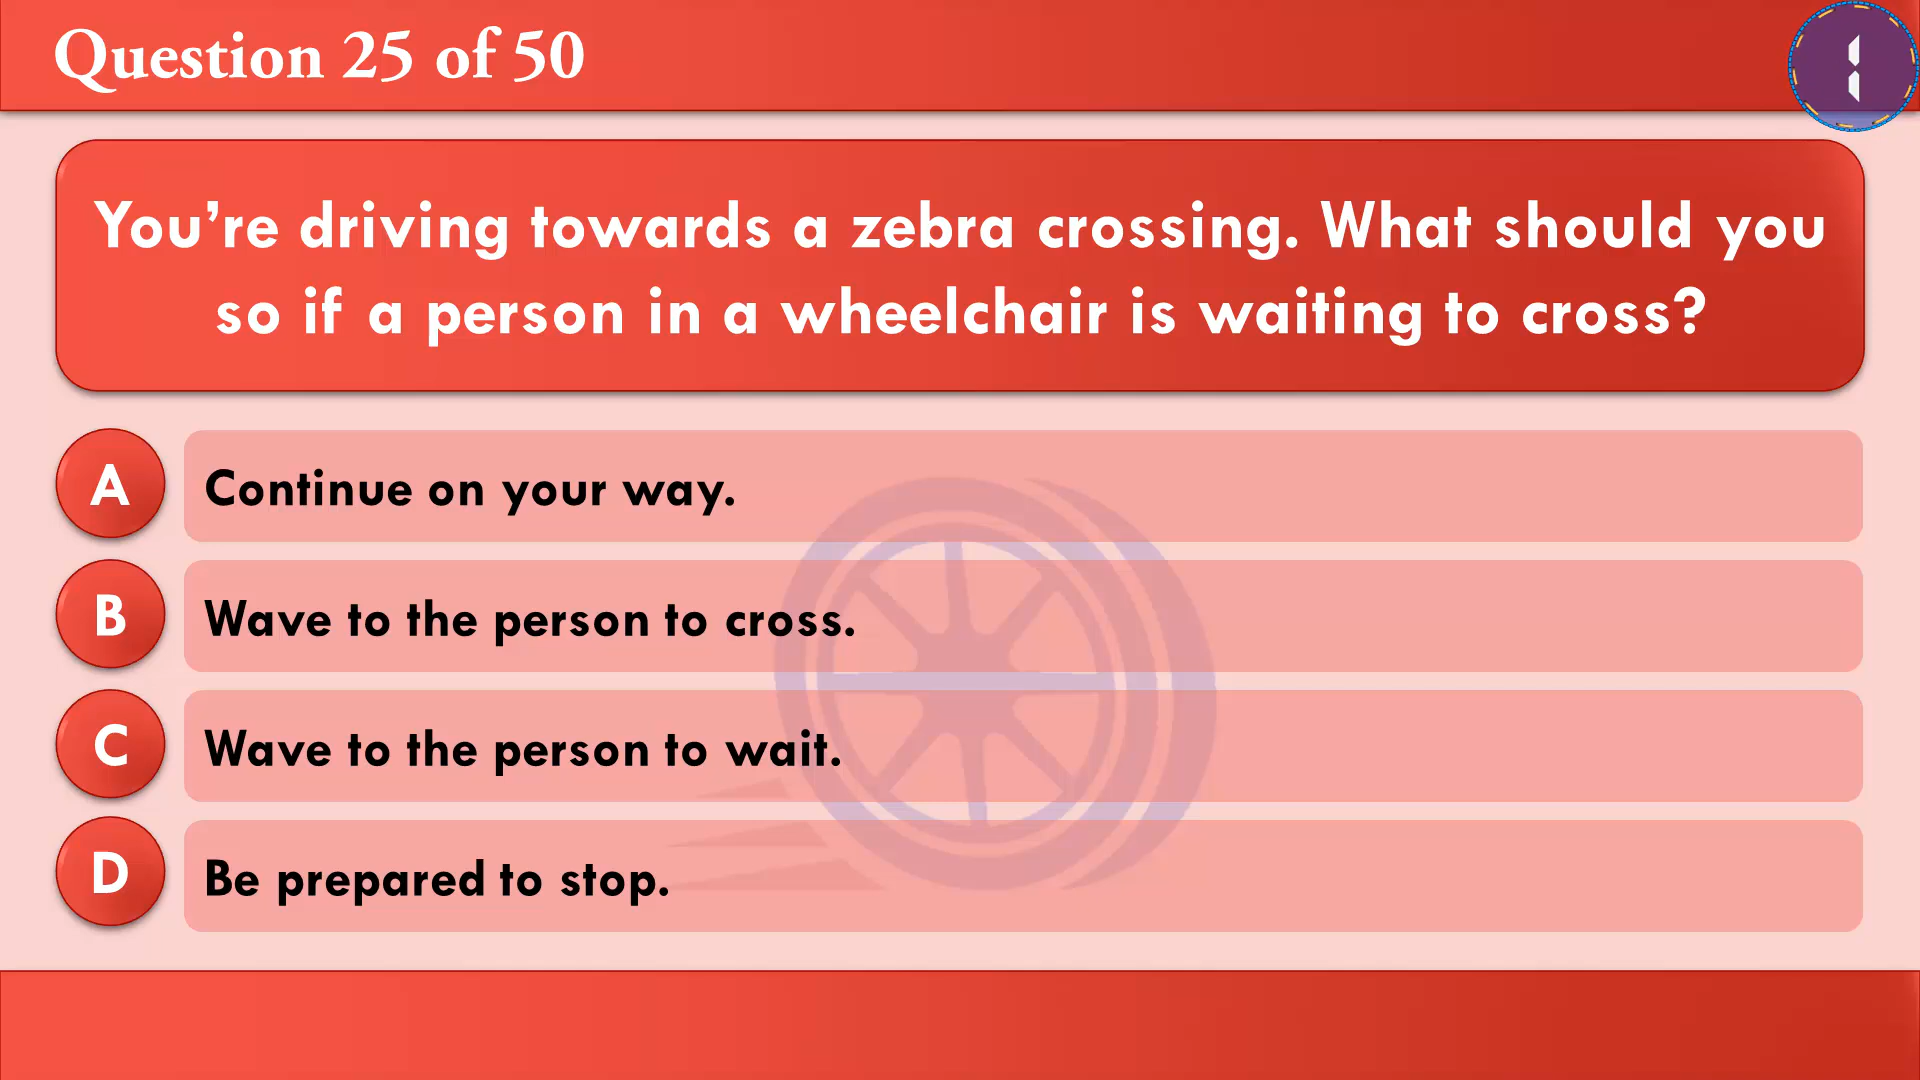 Question 25 of 50
1
You’re driving towards a zebra crossing. What should you
so if a person in a wheelchair is waiting to cross?
A Continue on your way.
B Wave to the person to cross.
C Wave to the person to wait.
D Be prepared to stop.